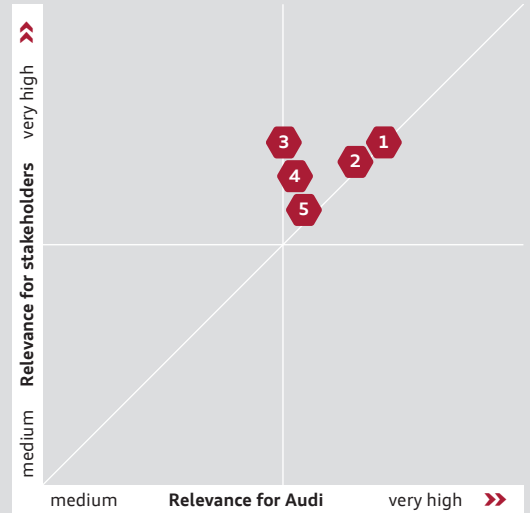 very high
Relevance for stakeholders
medium
3
1
2
4
5
medium
Relevance for Audi
very high